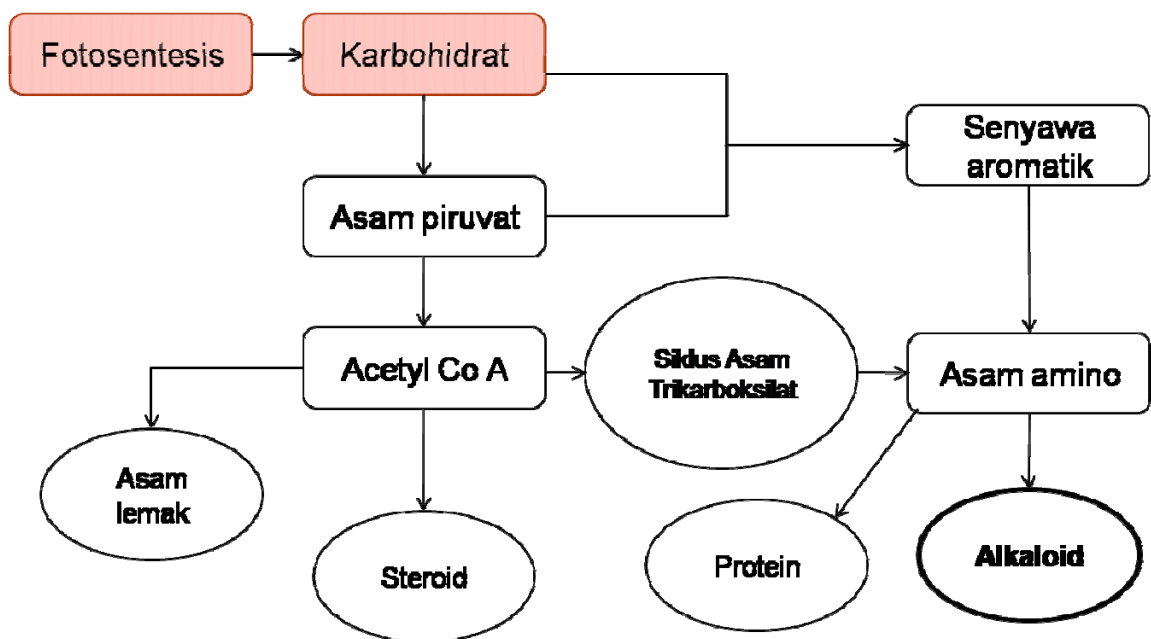 Fotosentesis
Karbohidrat
Senyawa
aromatik
Asam piruvat
Acetyl Co A
Siklus Asam
Trikarboksilat
Asam amino
Asam
lemak
Steroid
Protein
Alkaloid